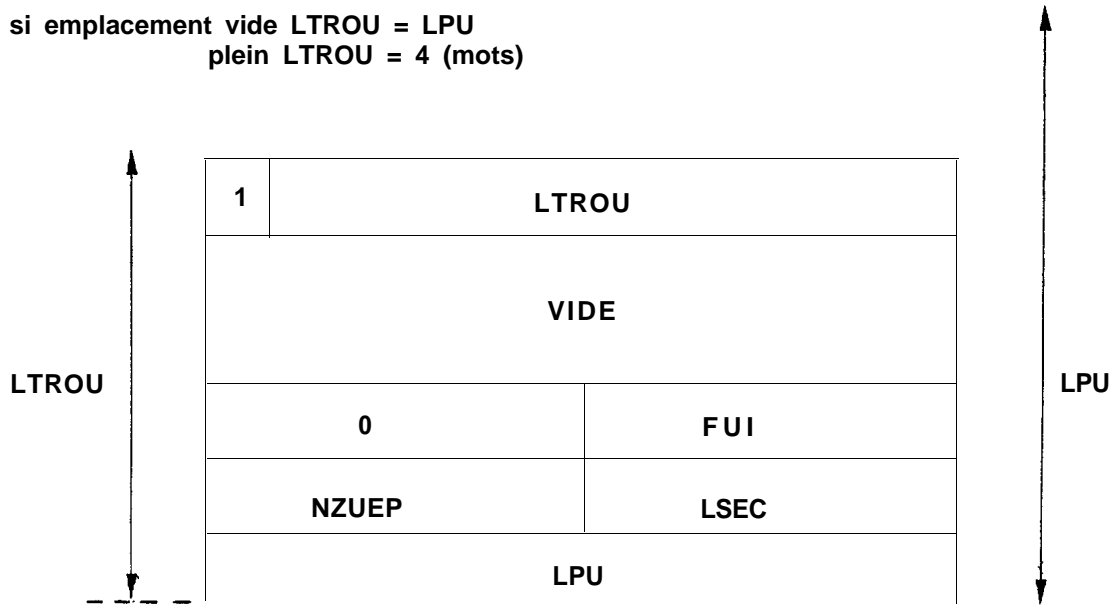 si emplacement vide LTROU = LPU
plein LTROU = 4 (mots)
1 LTROU
VIDE
LTROU
LPU
0 FUI
NZUEP LSEC
LPU